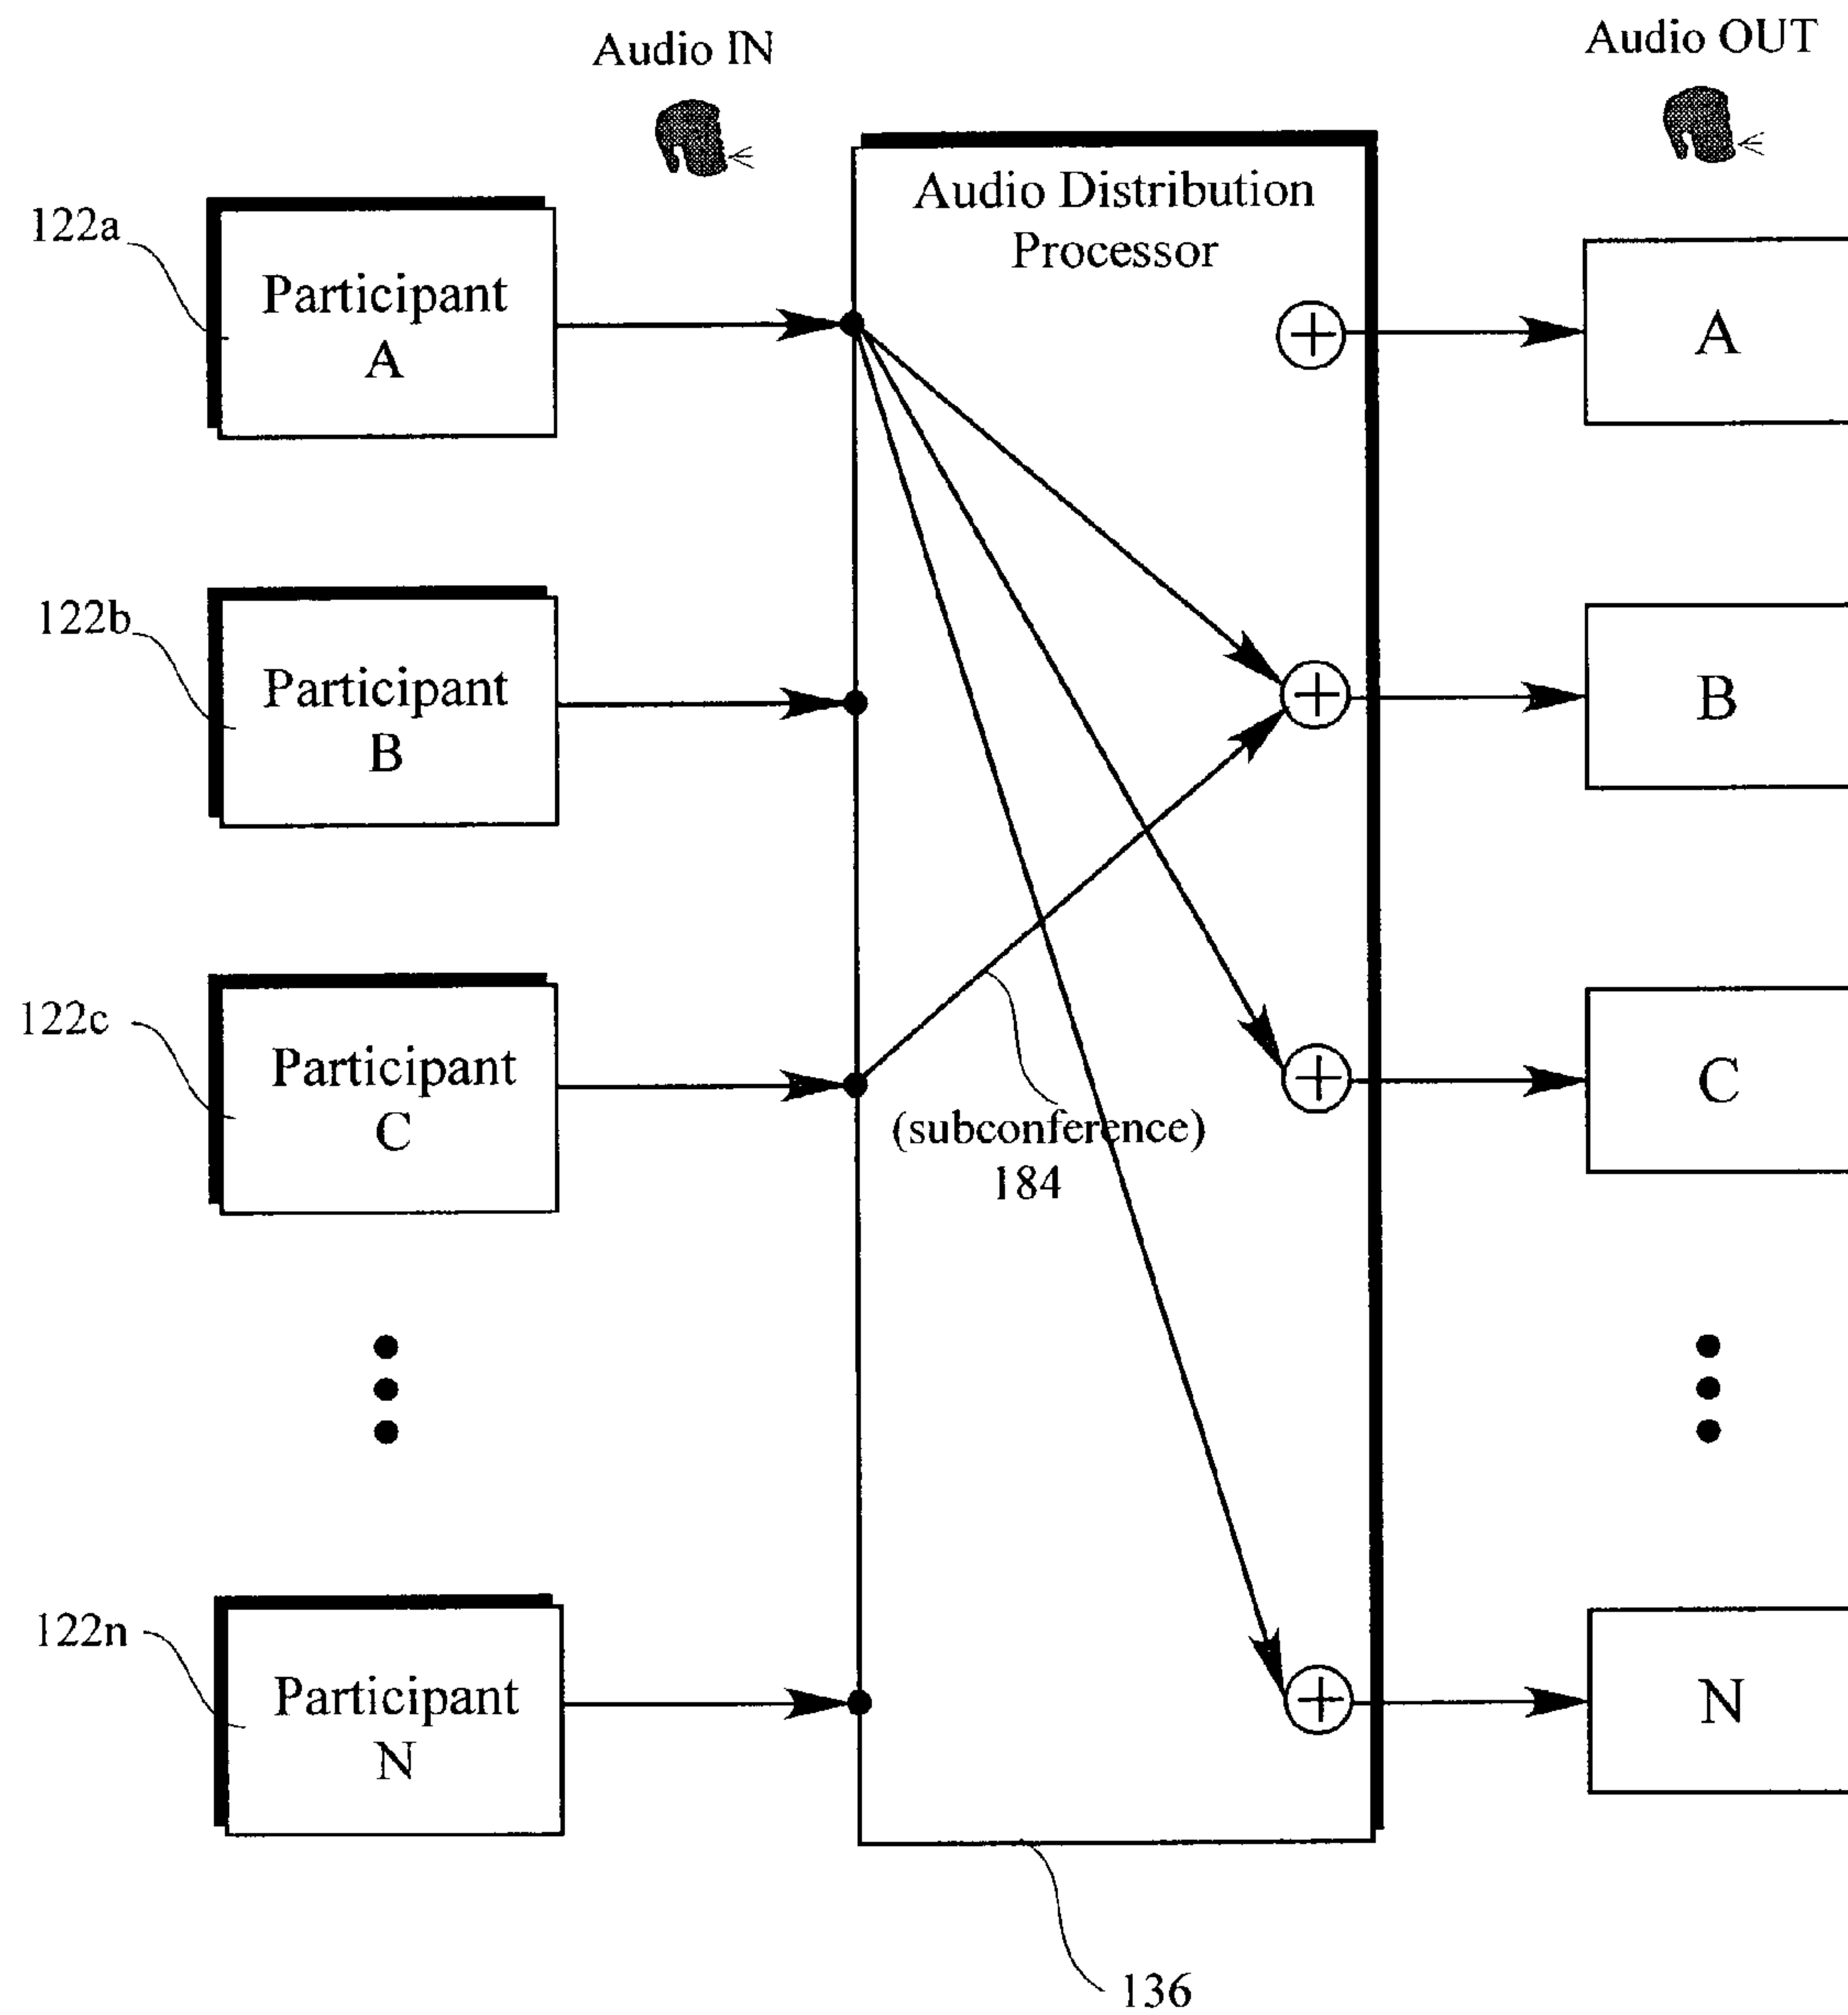 Audio IN
Audio OUT
Audio Distribution
Processor
122a
Participant
A
A
122b
Participant
B
B
122c
Participant
C
C
(subconference)
184
122n
Participant
N
N
136